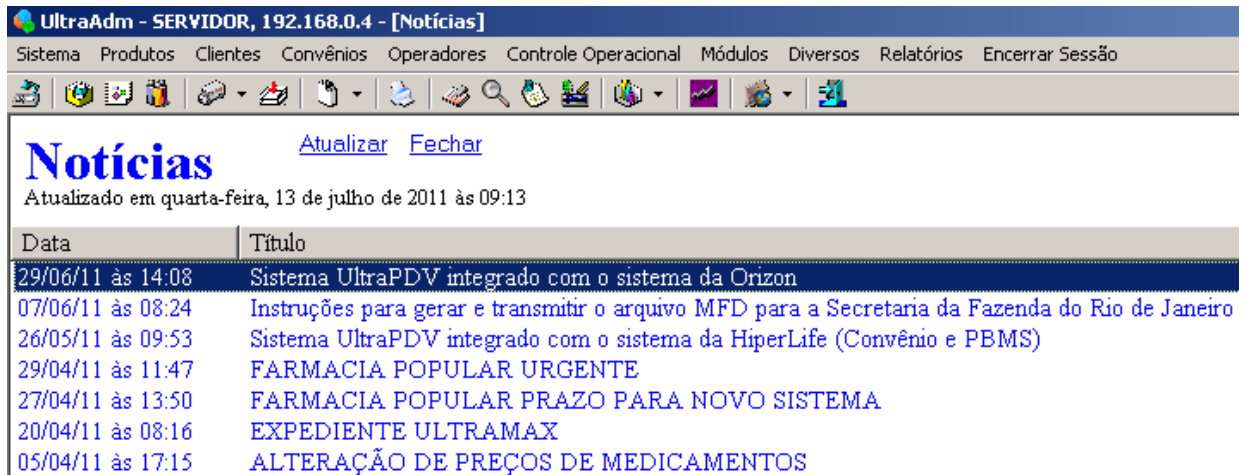 UltraAdm - SERVIDOR, 192.168.0.4 - [Notícias]
Sistema Produtos Clientes Convênios Operadores Controle Operacional Módulos Diversos Relatórios Encerrar Sessão
Notícias Atualizar Fechar
Atualizado em quarta-feira, 13 de julho de 2011 às 09:13
Data Título
29/06/11 às 14:08 Sistema UltraPDV integrado com o sistema da Orizon
07/06/11 às 08:24 Instruções para gerar e transmitir o arquivo MFD para a Secretaria da Fazenda do Rio de Janeiro
26/05/11 às 09:53 Sistema UltraPDV integrado com o sistema da HiperLife (Convênio e PBMS)
29/04/11 às 11:47 FARMACIA POPULAR URGENTE
27/04/11 às 13:50 FARMACIA POPULAR PRAZO PARA NOVO SISTEMA
20/04/11 às 08:16 EXPEDIENTE ULTRAMAX
05/04/11 às 17:15 ALTERAÇÃO DE PREÇOS DE MEDICAMENTOS